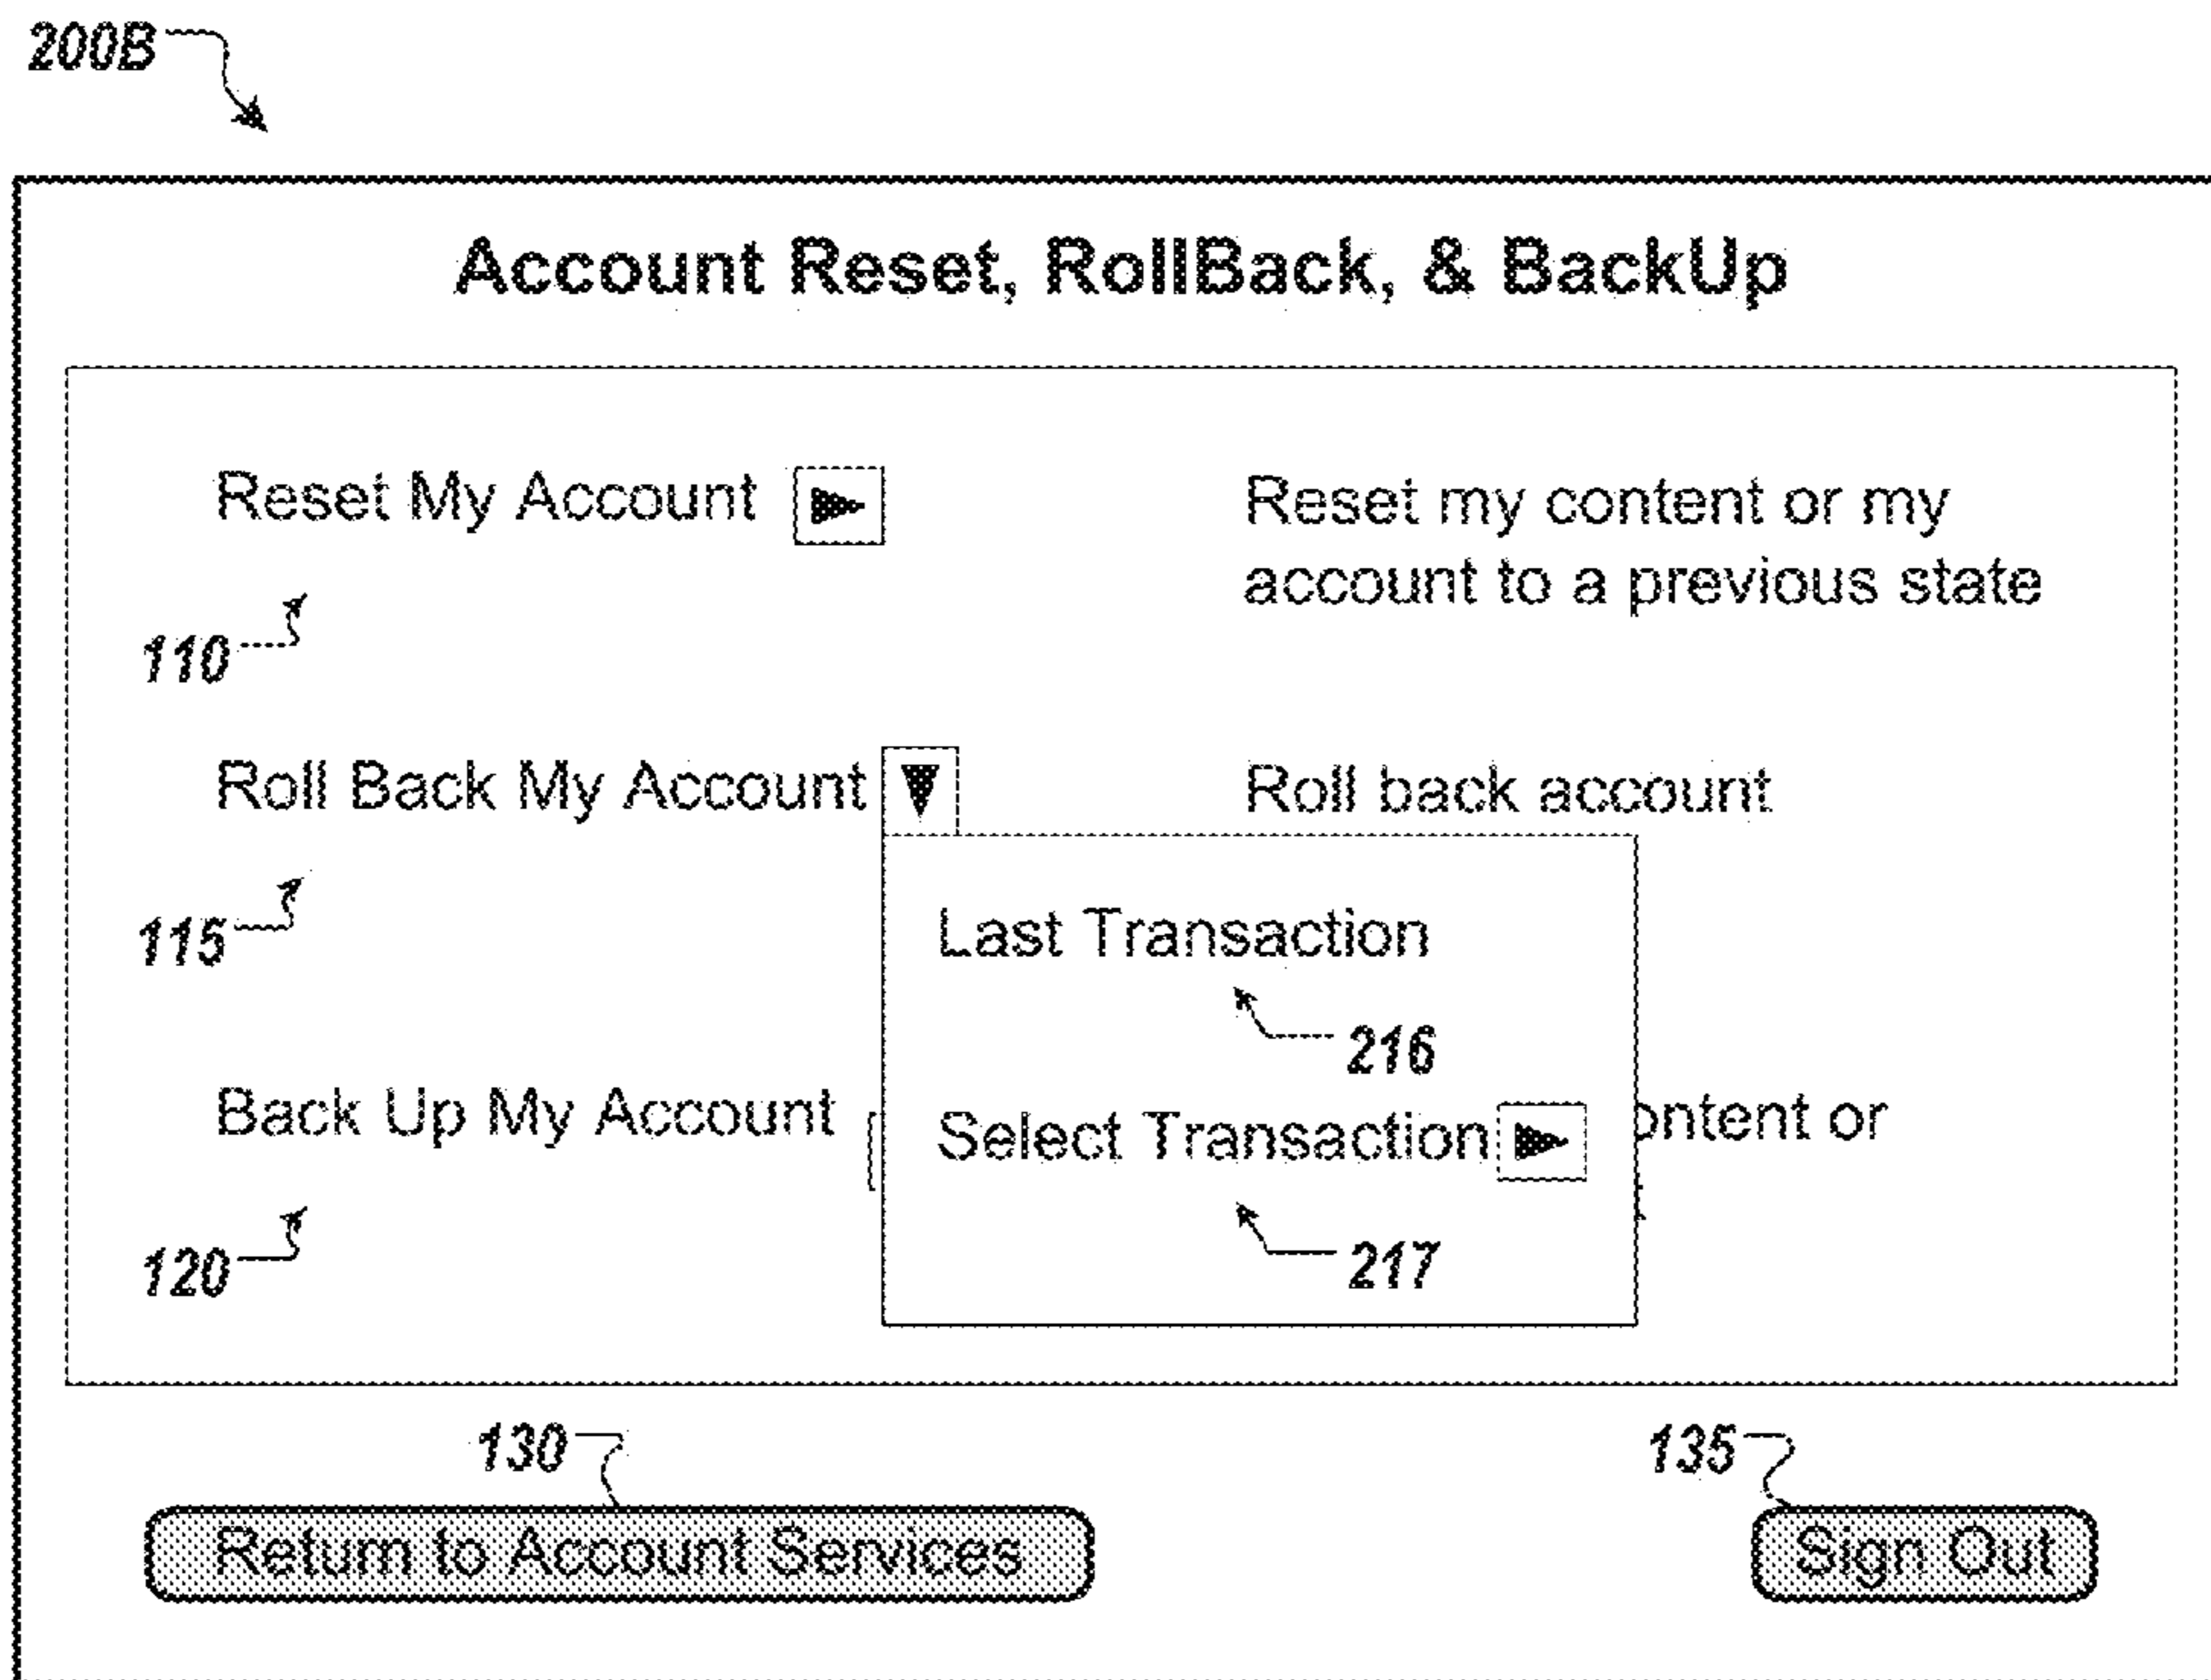 200B
Account Reset, RollBack, & BackUp
Reset My Account
Reset my content or my
account to a previous state
110
Roll Back My Account
Roll back account
115
Last Transaction
216
Back Up My Account
Select Transaction
ontent or
120
217
130
135
Return to Account Services
Sign Out